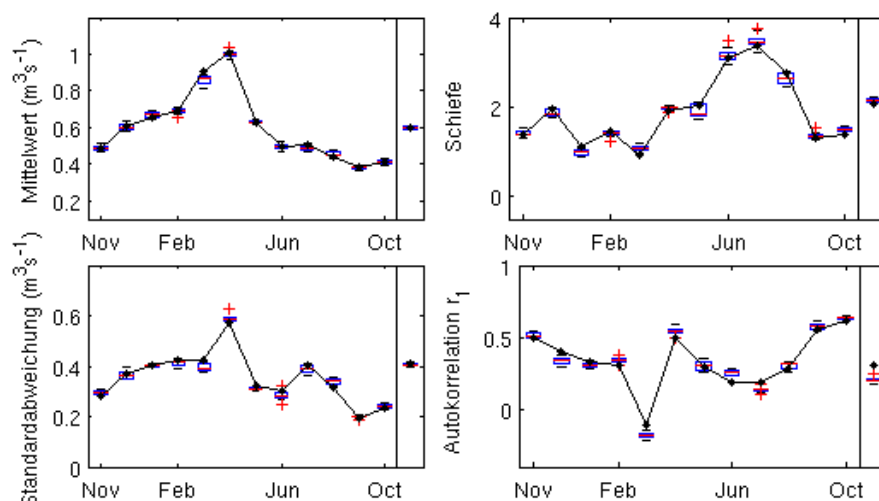 Mittelwert (m³s⁻¹)
1
0.8
0.6
0.4
0.2
Nov Feb Jun Oct
Schiefe
4
2
0
Nov Feb Jun Oct
Standardabweichung (m³s⁻¹)
0.6
0.4
0.2
0
Nov Feb Jun Oct
Autokorrelation r₁
1
0.5
0
Nov Feb Jun Oct